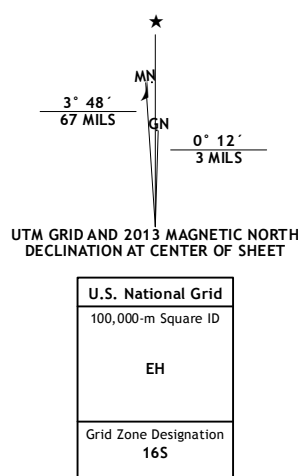 MN
3° 48´
67 MILS
GN
0° 12´
3 MILS
UTM GRID AND 2013 MAGNETIC NORTH
DECLINATION AT CENTER OF SHEET
U.S. National Grid
100,000-m Square ID
EH
Grid Zone Designation
16S